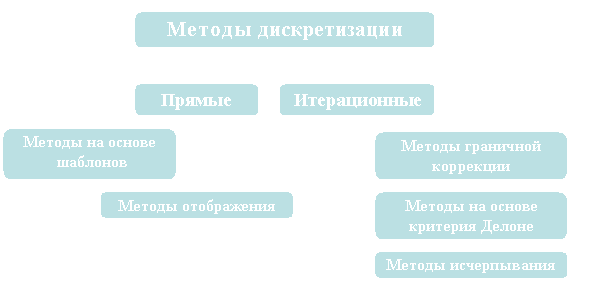 Методы дискретизации
Прямые
Итерационные
Методы на основе
шаблонов
Методы отображения
Методы граничной
коррекции
Методы на основе
критерия Делоне
Методы исчерпывания